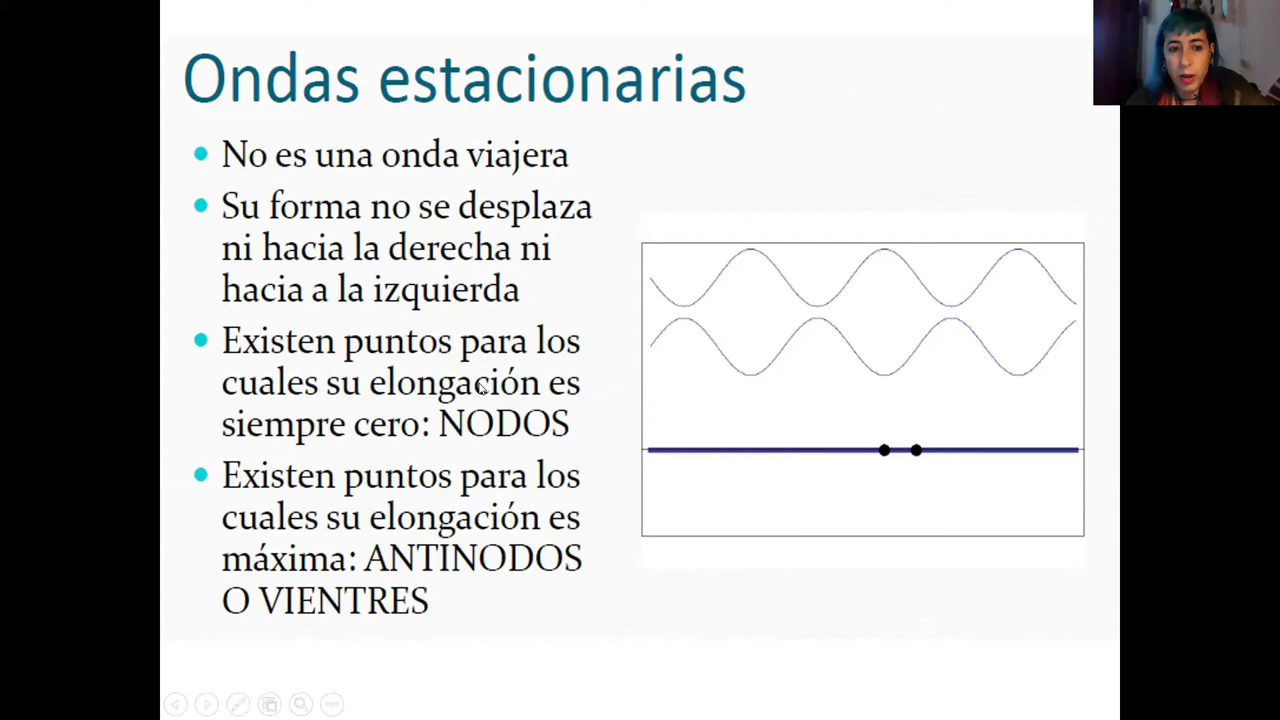 Ondas estacionarias
No es una onda viajera
Su forma no se desplaza
ni hacia la derecha ni
hacia a la izquierda
Existen puntos para los
cuales su elongación es
siempre cero: NODOS
Existen puntos para los
cuales su elongación es
máxima: ANTINODOS
O VIENTRES